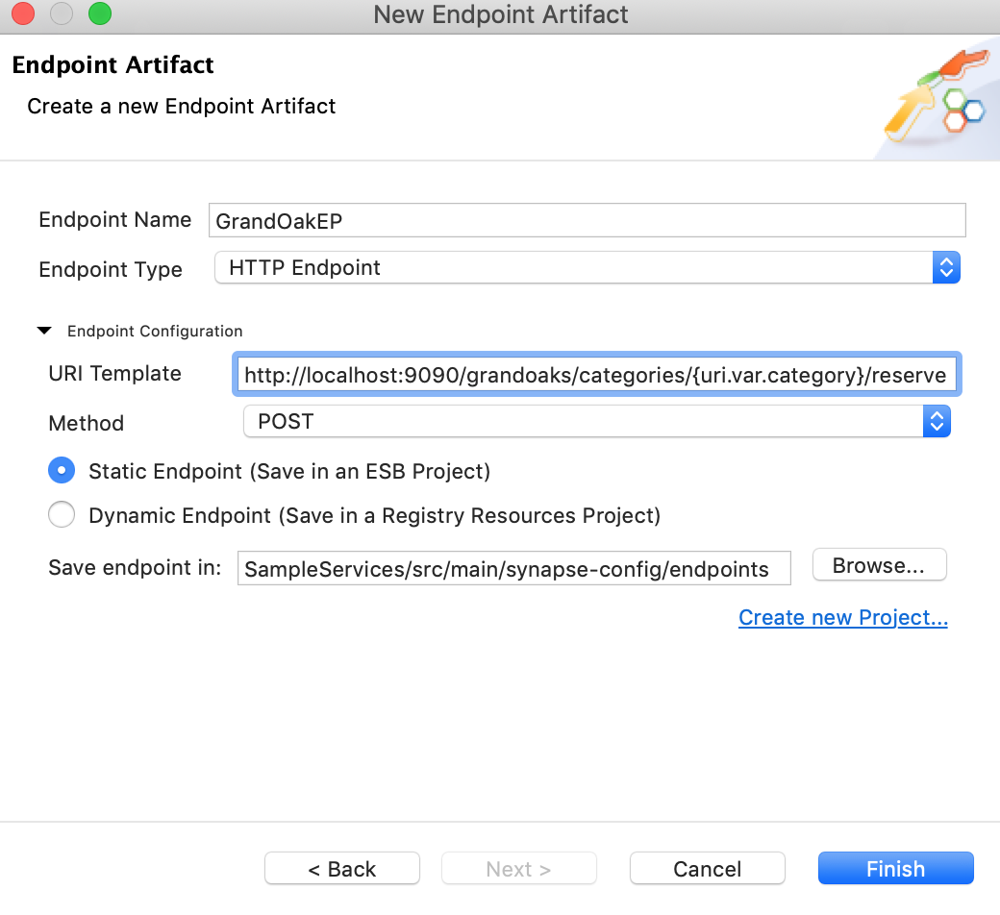 New Endpoint Artifact
Endpoint Artifact
Create a new Endpoint Artifact
Endpoint Name GrandOakEP
Endpoint Type HTTP Endpoint
Endpoint Configuration
URI Template http://localhost:9090/grandoaks/categories/{uri.var.category}/reserve
Method POST
Static Endpoint (Save in an ESB Project)
Dynamic Endpoint (Save in a Registry Resources Project)
Save endpoint in: SampleServices/src/main/synapse-config/endpoints Browse...
Create new Project...
< Back Next > Cancel Finish